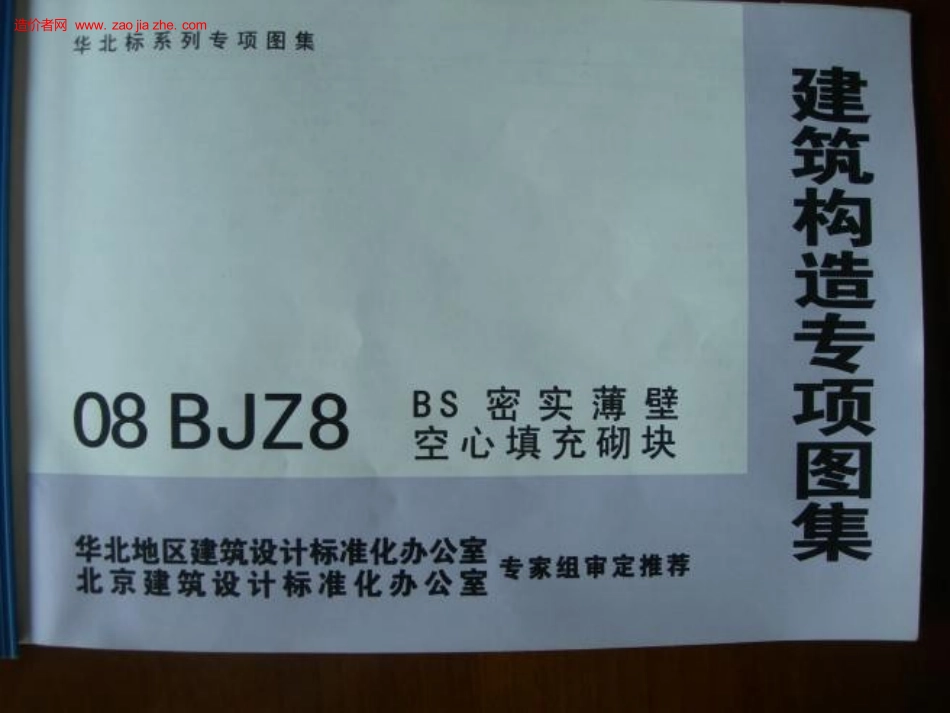 造价者网 www.zaojiazhe.com
华北标系列专项图集
建筑构造专项图集
08 BJZ8
BS 密实薄壁
空心填充砌块
华北地区建筑设计标准化办公室
北京建筑设计标准化办公室
专家组审定推荐